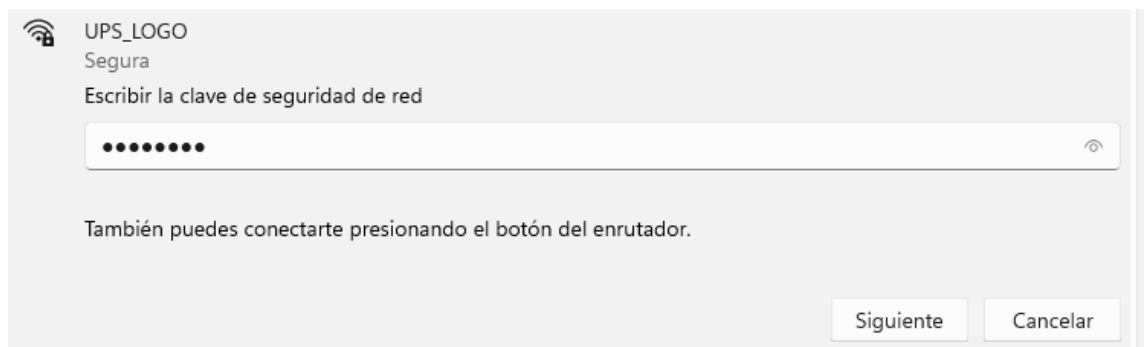 UPS_LOGO
Segura
Escribir la clave de seguridad de red
••••••••
También puedes conectarte presionando el botón del enrutador.
Siguiente Cancelar